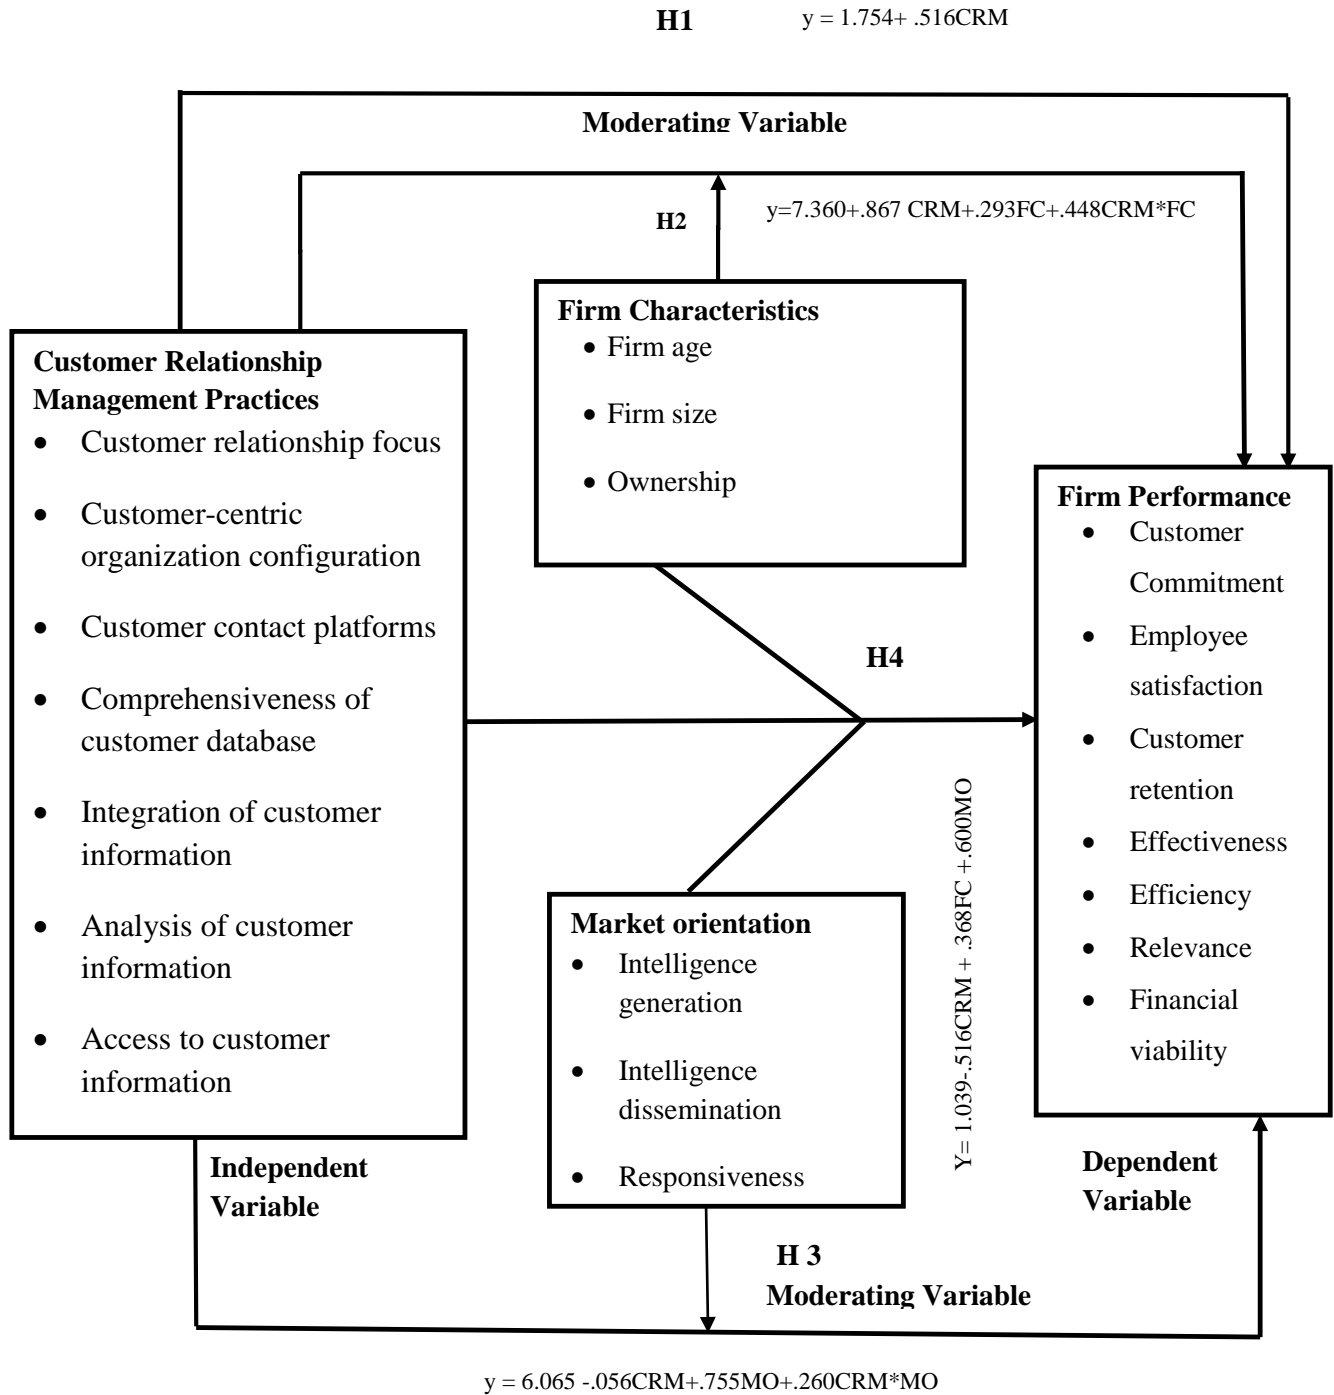 H1
y = 1.754+ .516CRM
Moderating Variable
H2
y=7.360+.867 CRM+.293FC+.448CRM*FC
Firm Characteristics
• Firm age
• Firm size
• Ownership
Customer Relationship
Management Practices
• Customer relationship focus
• Customer-centric
organization configuration
• Customer contact platforms
• Comprehensiveness of
customer database
• Integration of customer
information
• Analysis of customer
information
• Access to customer
information
Independent
Variable
H4
Y= 1.039-.516CRM + .368FC +.600MO
Market orientation
• Intelligence
generation
• Intelligence
dissemination
• Responsiveness
Firm Performance
• Customer
Commitment
• Employee
satisfaction
• Customer
retention
• Effectiveness
• Efficiency
• Relevance
• Financial
viability
Dependent
Variable
H 3
Moderating Variable
y = 6.065 -.056CRM+.755MO+.260CRM*MO